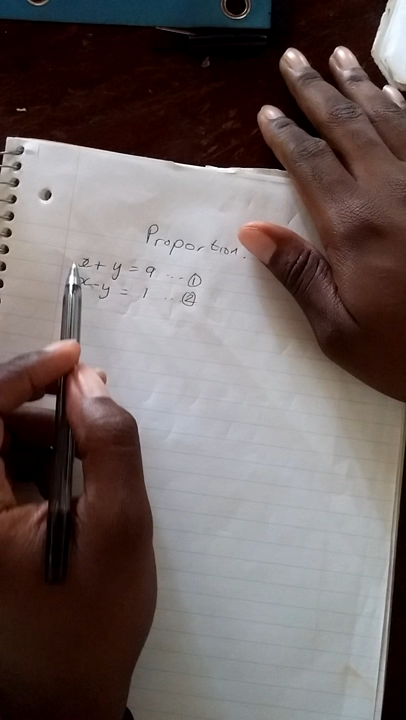 Proportion.
x + y = 9 ... ①
x - y = 1 .. ②